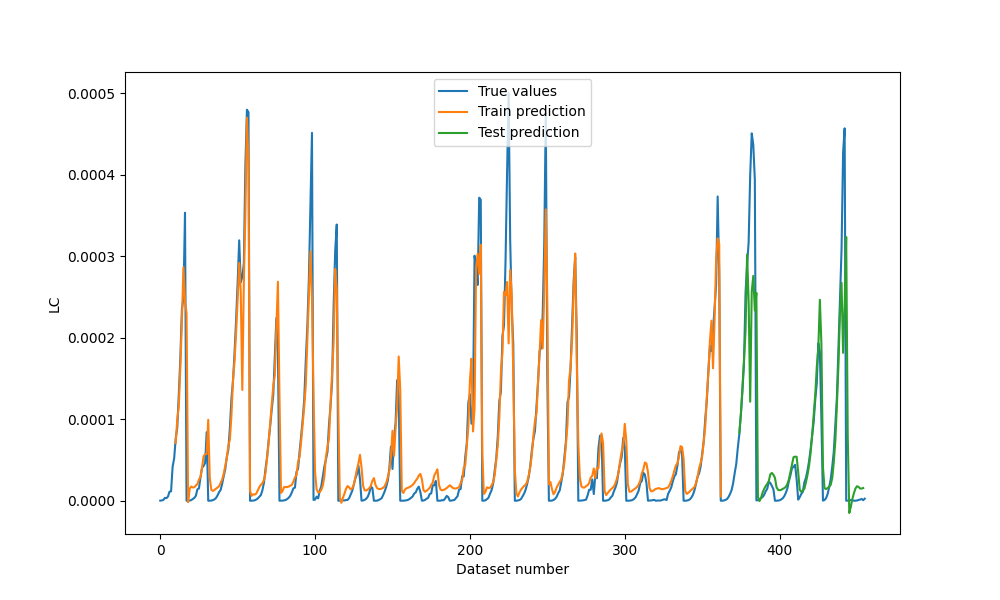 0.0005
0.0004
0.0003
0.0002
0.0001
0.0000
LC
True values
Train prediction
Test prediction
0
100
200
300
400
Dataset number